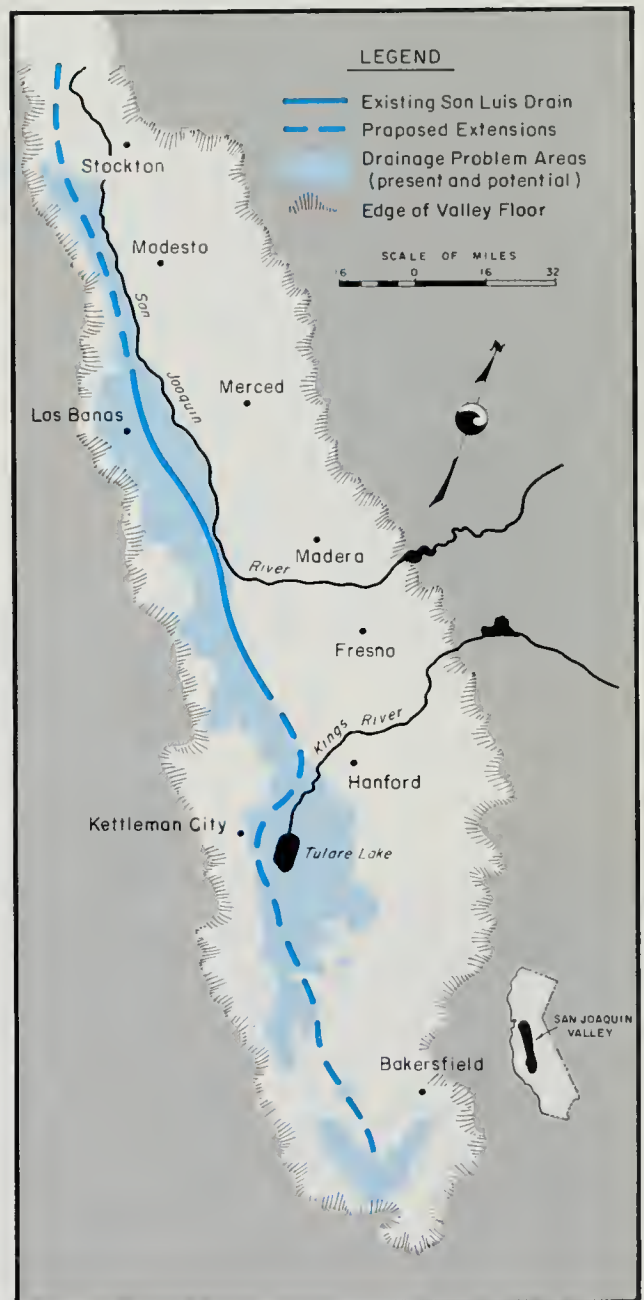 LEGEND
Existing San Luis Drain
Proposed Extensions
Drainage Problem Areas
(present and potential)
Edge of Valley Floor
SCALE OF MILES
16 0 16 32
N
Stockton
Modesto
San
Joaquin
Merced
Los Banos
Madera
River
Fresno
Kings River
Hanford
Kettleman City
Tulare Lake
SAN JOAQUIN
VALLEY
Bakersfield